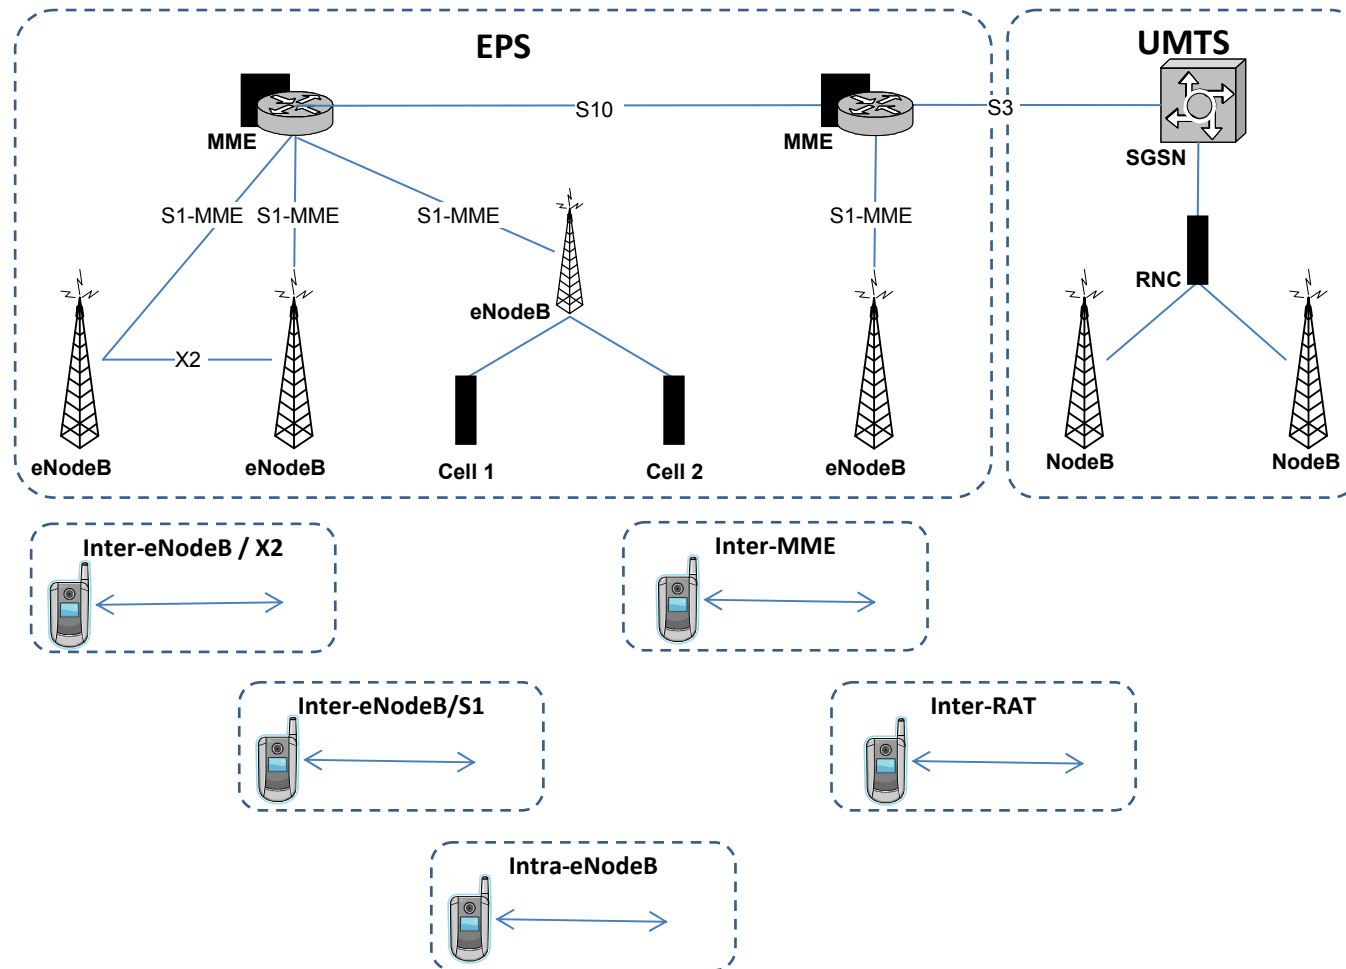 EPS
UMTS
S10
S3
MME
MME
SGSN
S1-MME
S1-MME
S1-MME
S1-MME
RNC
eNodeB
X2
eNodeB
eNodeB
Cell 1
Cell 2
eNodeB
NodeB
NodeB
Inter-eNodeB / X2
Inter-MME
Inter-eNodeB/S1
Inter-RAT
Intra-eNodeB